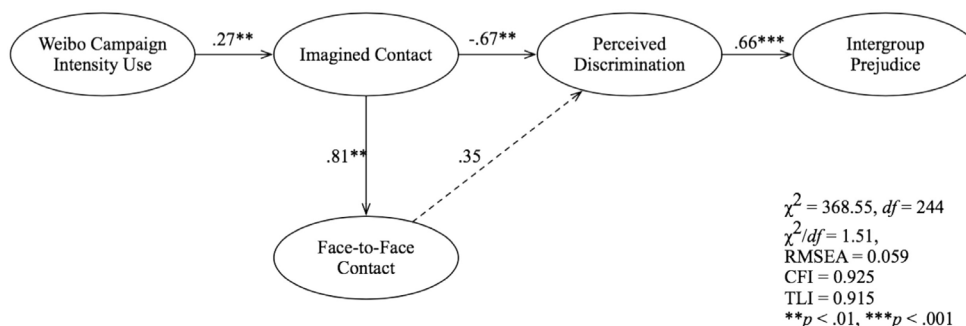 Weibo Campaign
Intensity Use
.27**
Imagined Contact
-.67**
Perceived
Discrimination
.66***
Intergroup
Prejudice
.81**
.35
Face-to-Face
Contact
χ² = 368.55, df = 244
χ²/df = 1.51,
RMSEA = 0.059
CFI = 0.925
TLI = 0.915
**p < .01, ***p < .001